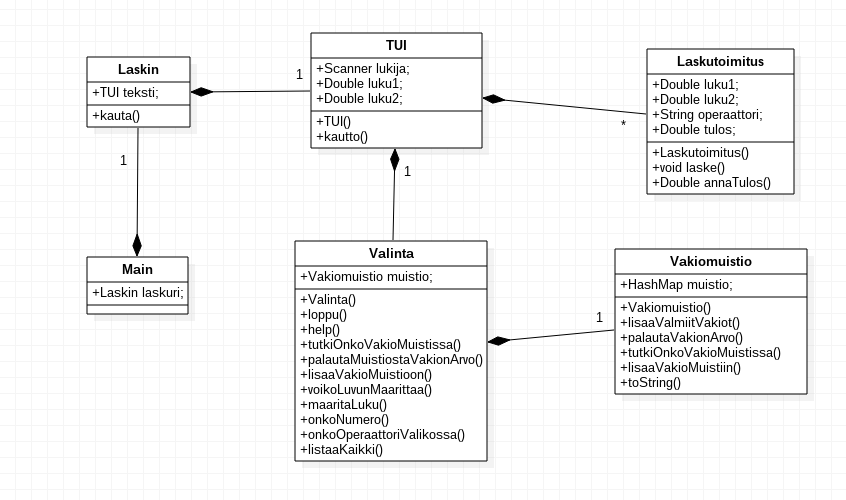 Laskin
+TUI teksti;
+kauta()
1
TUI
+Scanner lukija;
+Double luku1;
+Double luku2;
+TUI()
+kautto()
*
Laskutoimitus
+Double luku1;
+Double luku2;
+String operaattori;
+Double tulos;
+Laskutoimitus()
+void laske()
+Double annaTulos()
1
1
Main
+Laskin laskuri;
Valinta
+Vakiomuistio muistio;
+Valinta()
+loppu()
+help()
+tutkiOnkoVakioMuistissa()
+palautaMuistiostaVakionArvo()
+lisaaVakioMuistioon()
+voikoLuvunMaarittaa()
+maaritaLuku()
+onkoNumero()
+onkoOperaattoriValikossa()
+listaaKaikki()
1
Vakiomuistio
+HashMap muistio;
+Vakiomuistio()
+lisaaValmiitVakiot()
+palautaVakionArvo()
+tutkiOnkoVakioMuistissa()
+lisaaVakioMuistiin()
+toString()